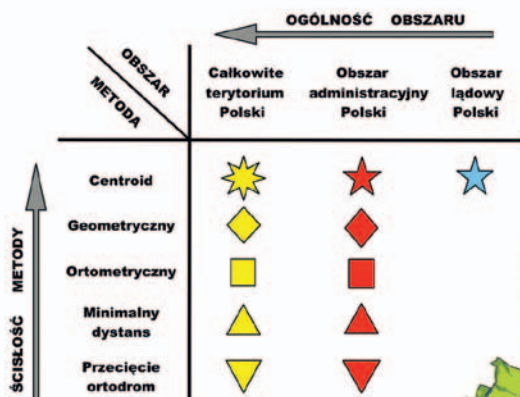 OGÓLNOŚĆ OBSZARU
OBSZAR
METODA
Całkowite
terytorium
Polski
Obszar
administracyjny
Polski
Obszar
lądowy
Polski
ŚCISŁOŚĆ METODY
Centroid
Geometryczny
Ortometryczny
Minimalny
dystans
Przecięcie
ortodrom